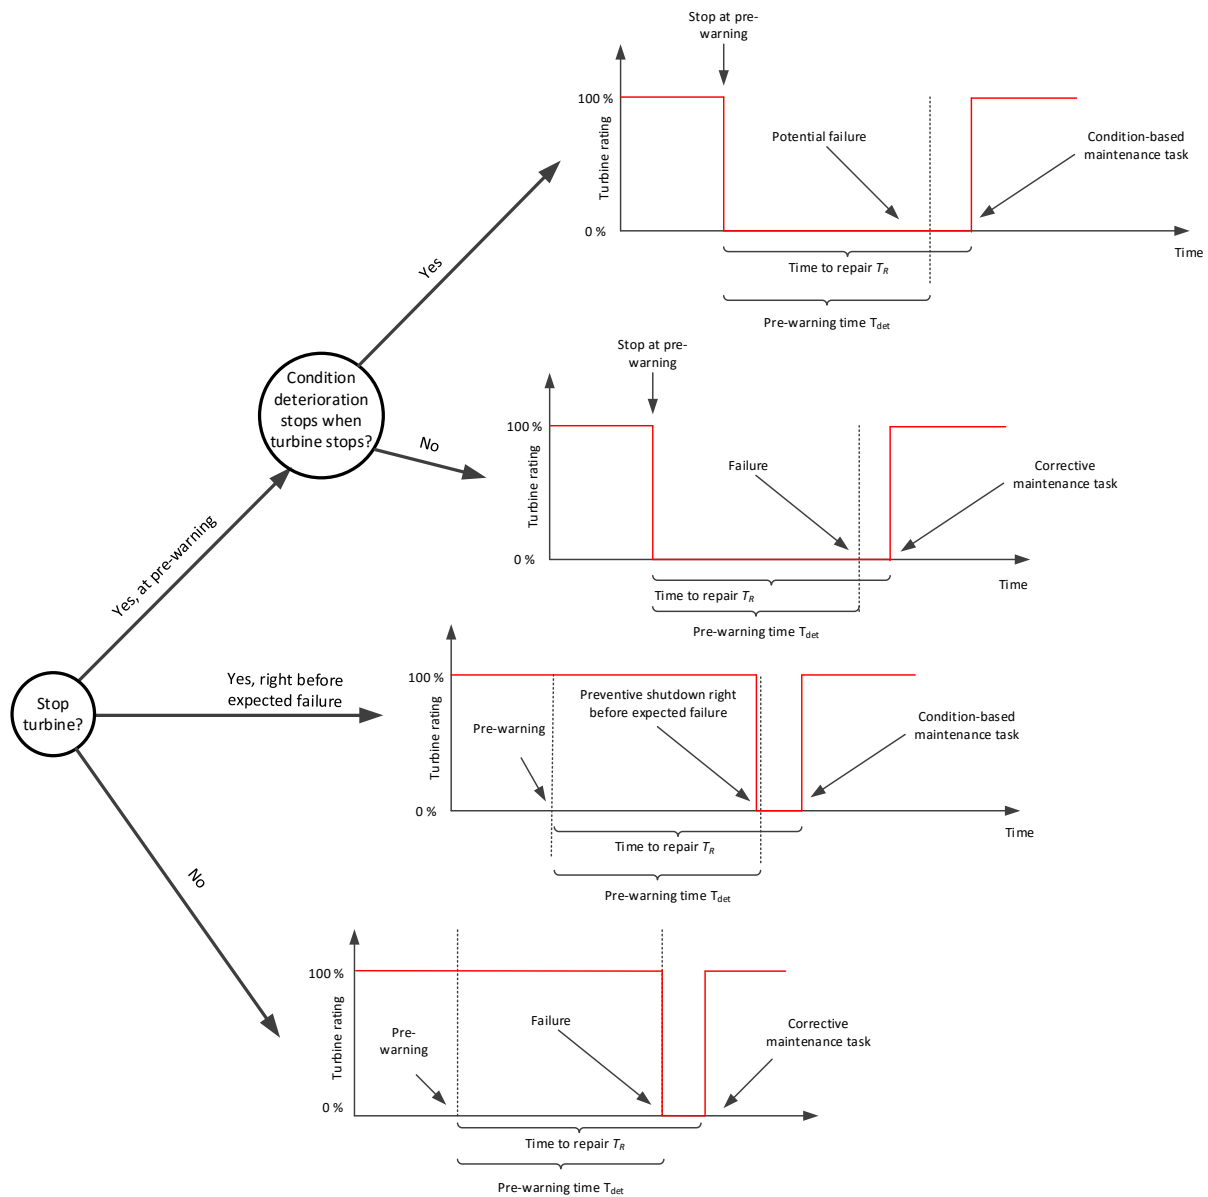 Stop at pre-
warning
100 %
Turbine rating
Potential failure
Condition-based
maintenance task
0 %
Time
Time to repair TR
Pre-warning time Tdet
Yes
Stop at pre-
warning
Condition
deterioration
stops when
turbine stops?
No
100 %
Turbine rating
Failure
Corrective
maintenance task
0 %
Time
Time to repair TR
Pre-warning time Tdet
Yes, at pre-warning
Stop
turbine?
Yes, right before
expected failure
100 %
Turbine rating
Pre-warning
Preventive shutdown right
before expected failure
Condition-based
maintenance task
0 %
Time
Time to repair TR
Pre-warning time Tdet
No
100 %
Turbine rating
Pre-
warning
Failure
Corrective
maintenance task
0 %
Time to repair TR
Pre-warning time Tdet